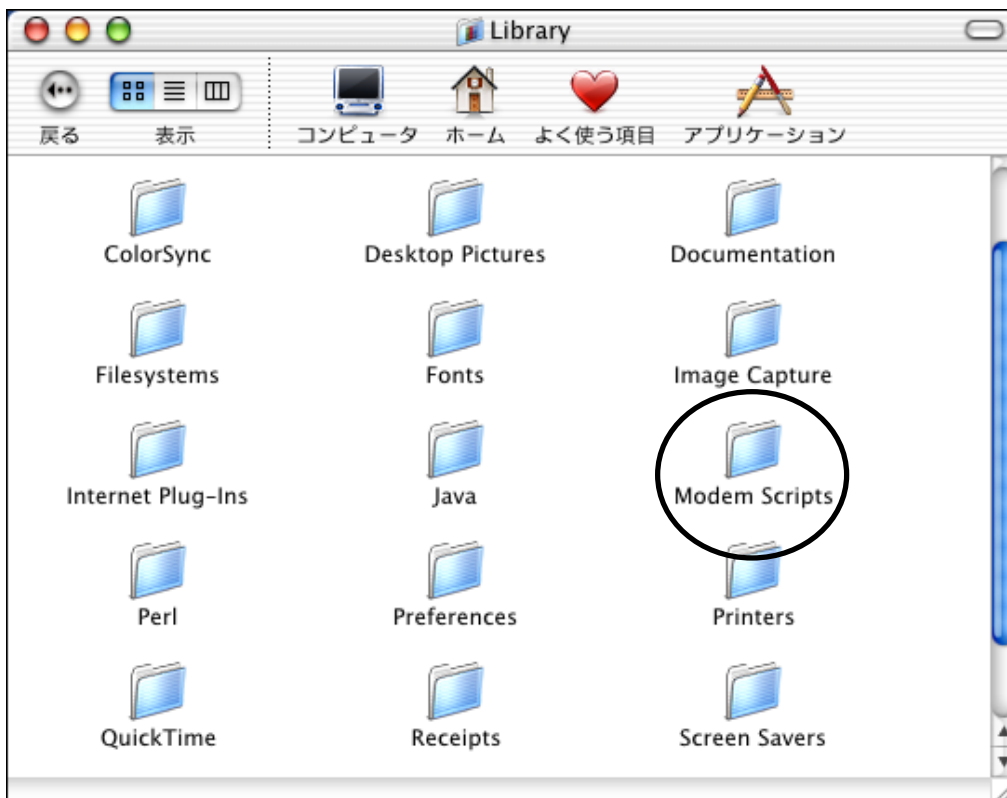 Library
戻る 表示 コンピュータ ホーム よく使う項目 アプリケーション
ColorSync Desktop Pictures Documentation
Filesystems Fonts Image Capture
Internet Plug-Ins Java Modem Scripts
Perl Preferences Printers
QuickTime Receipts Screen Savers